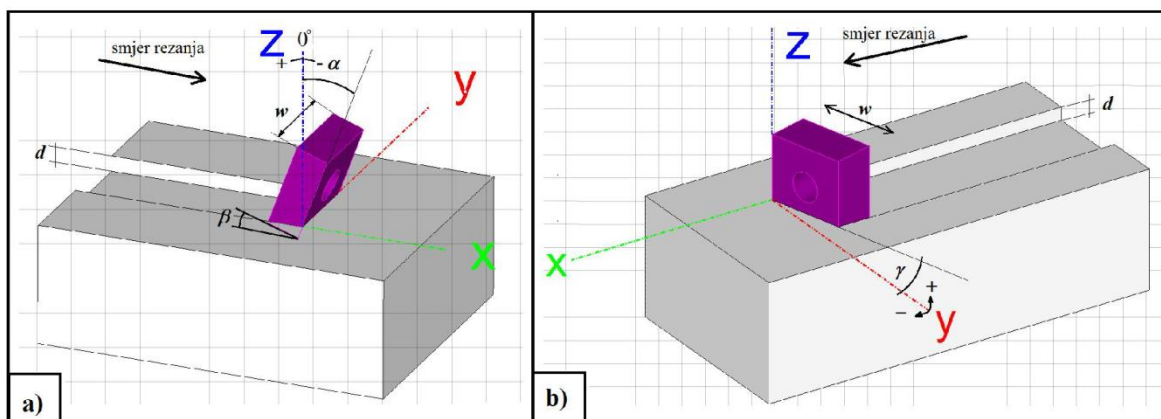 smjer rezanja
Z
0°
+
- α
w
y
d
β
x
a)
smjer rezanja
Z
w
d
x
γ
+
−
y
b)